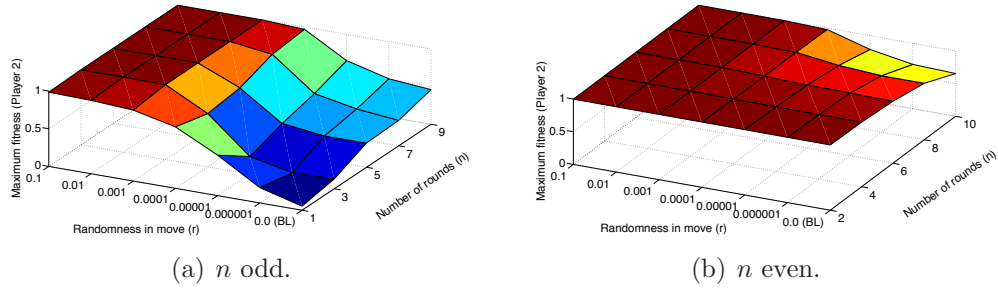 Maximum fitness (Player 2)
1
0.5
0
0.1
0.01
0.001
0.0001
0.00001
0.000001
0.0 (BL)
Randomness in move (r)
1
3
5
7
9
Number of rounds (n)
(a) n odd.
Maximum fitness (Player 2)
1
0.5
0
0.1
0.01
0.001
0.0001
0.00001
0.000001
0.0 (BL)
Randomness in move (r)
2
4
6
8
10
Number of rounds (n)
(b) n even.